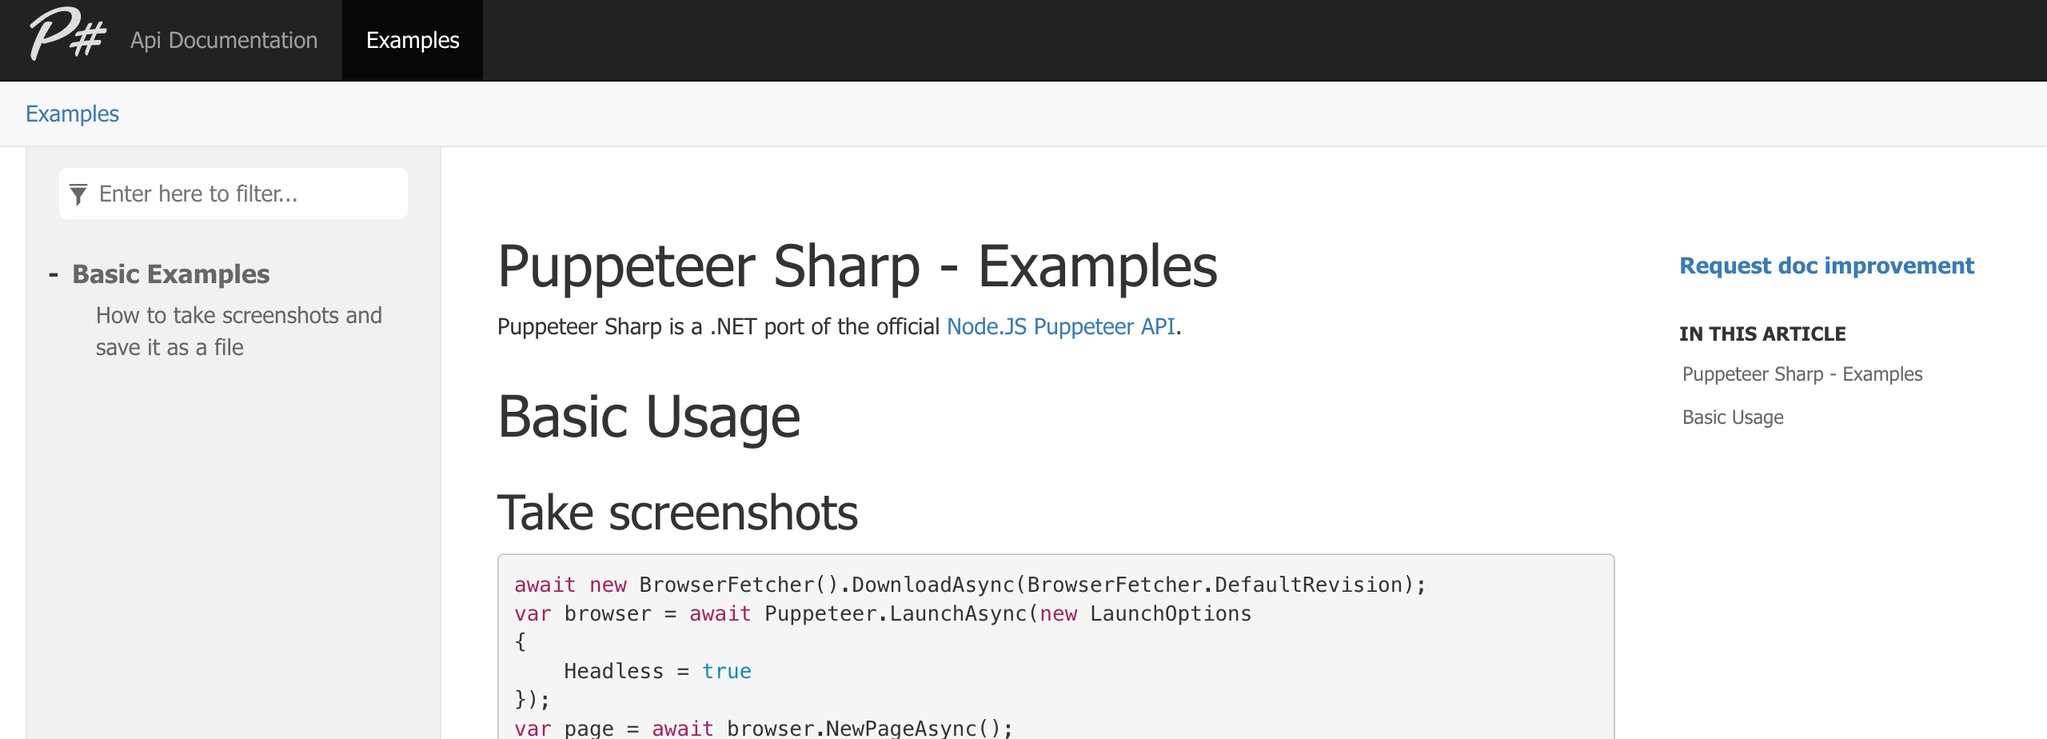 P#
Api Documentation
Examples
Examples
Enter here to filter...
- Basic Examples
How to take screenshots and
save it as a file
Puppeteer Sharp - Examples
Puppeteer Sharp is a .NET port of the official Node.JS Puppeteer API.
Basic Usage
Take screenshots
await new BrowserFetcher().DownloadAsync(BrowserFetcher.DefaultRevision);
var browser = await Puppeteer.LaunchAsync(new LaunchOptions
{
    Headless = true
});
var page = await browser.NewPageAsync();
Request doc improvement
IN THIS ARTICLE
Puppeteer Sharp - Examples
Basic Usage